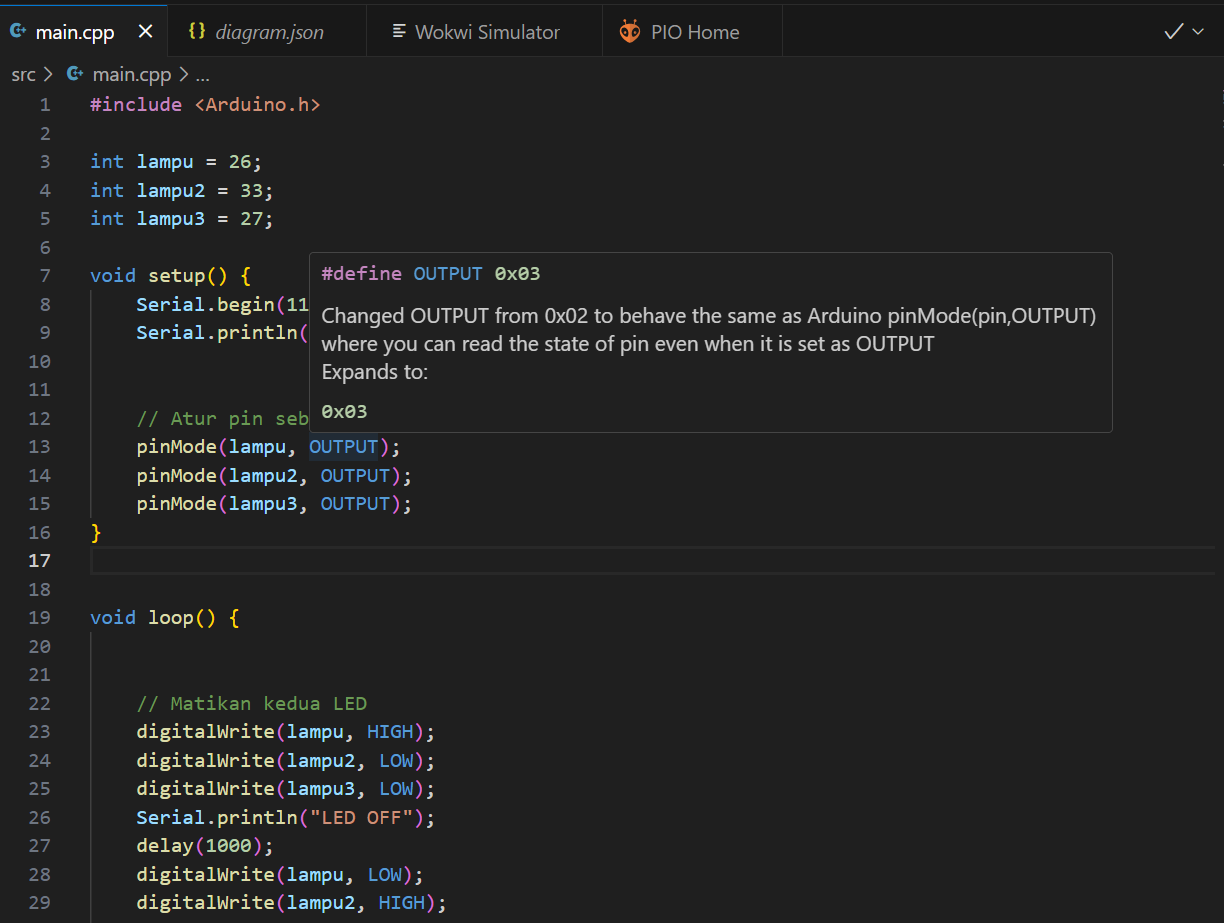 main.cpp
diagram.json
Wokwi Simulator
PIO Home
src > main.cpp > ...
1 #include <Arduino.h>
2
3 int lampu = 26;
4 int lampu2 = 33;
5 int lampu3 = 27;
6
7 void setup() {
8 Serial.begin(11
9 Serial.println(
10
11
12 // Atur pin seb
13 pinMode(lampu, OUTPUT);
14 pinMode(lampu2, OUTPUT);
15 pinMode(lampu3, OUTPUT);
16 }
17
18
19 void loop() {
20
21
22 // Matikan kedua LED
23 digitalWrite(lampu, HIGH);
24 digitalWrite(lampu2, LOW);
25 digitalWrite(lampu3, LOW);
26 Serial.println("LED OFF");
27 delay(1000);
28 digitalWrite(lampu, LOW);
29 digitalWrite(lampu2, HIGH);
#define OUTPUT 0x03
Changed OUTPUT from 0x02 to behave the same as Arduino pinMode(pin,OUTPUT)
where you can read the state of pin even when it is set as OUTPUT
Expands to:
0x03